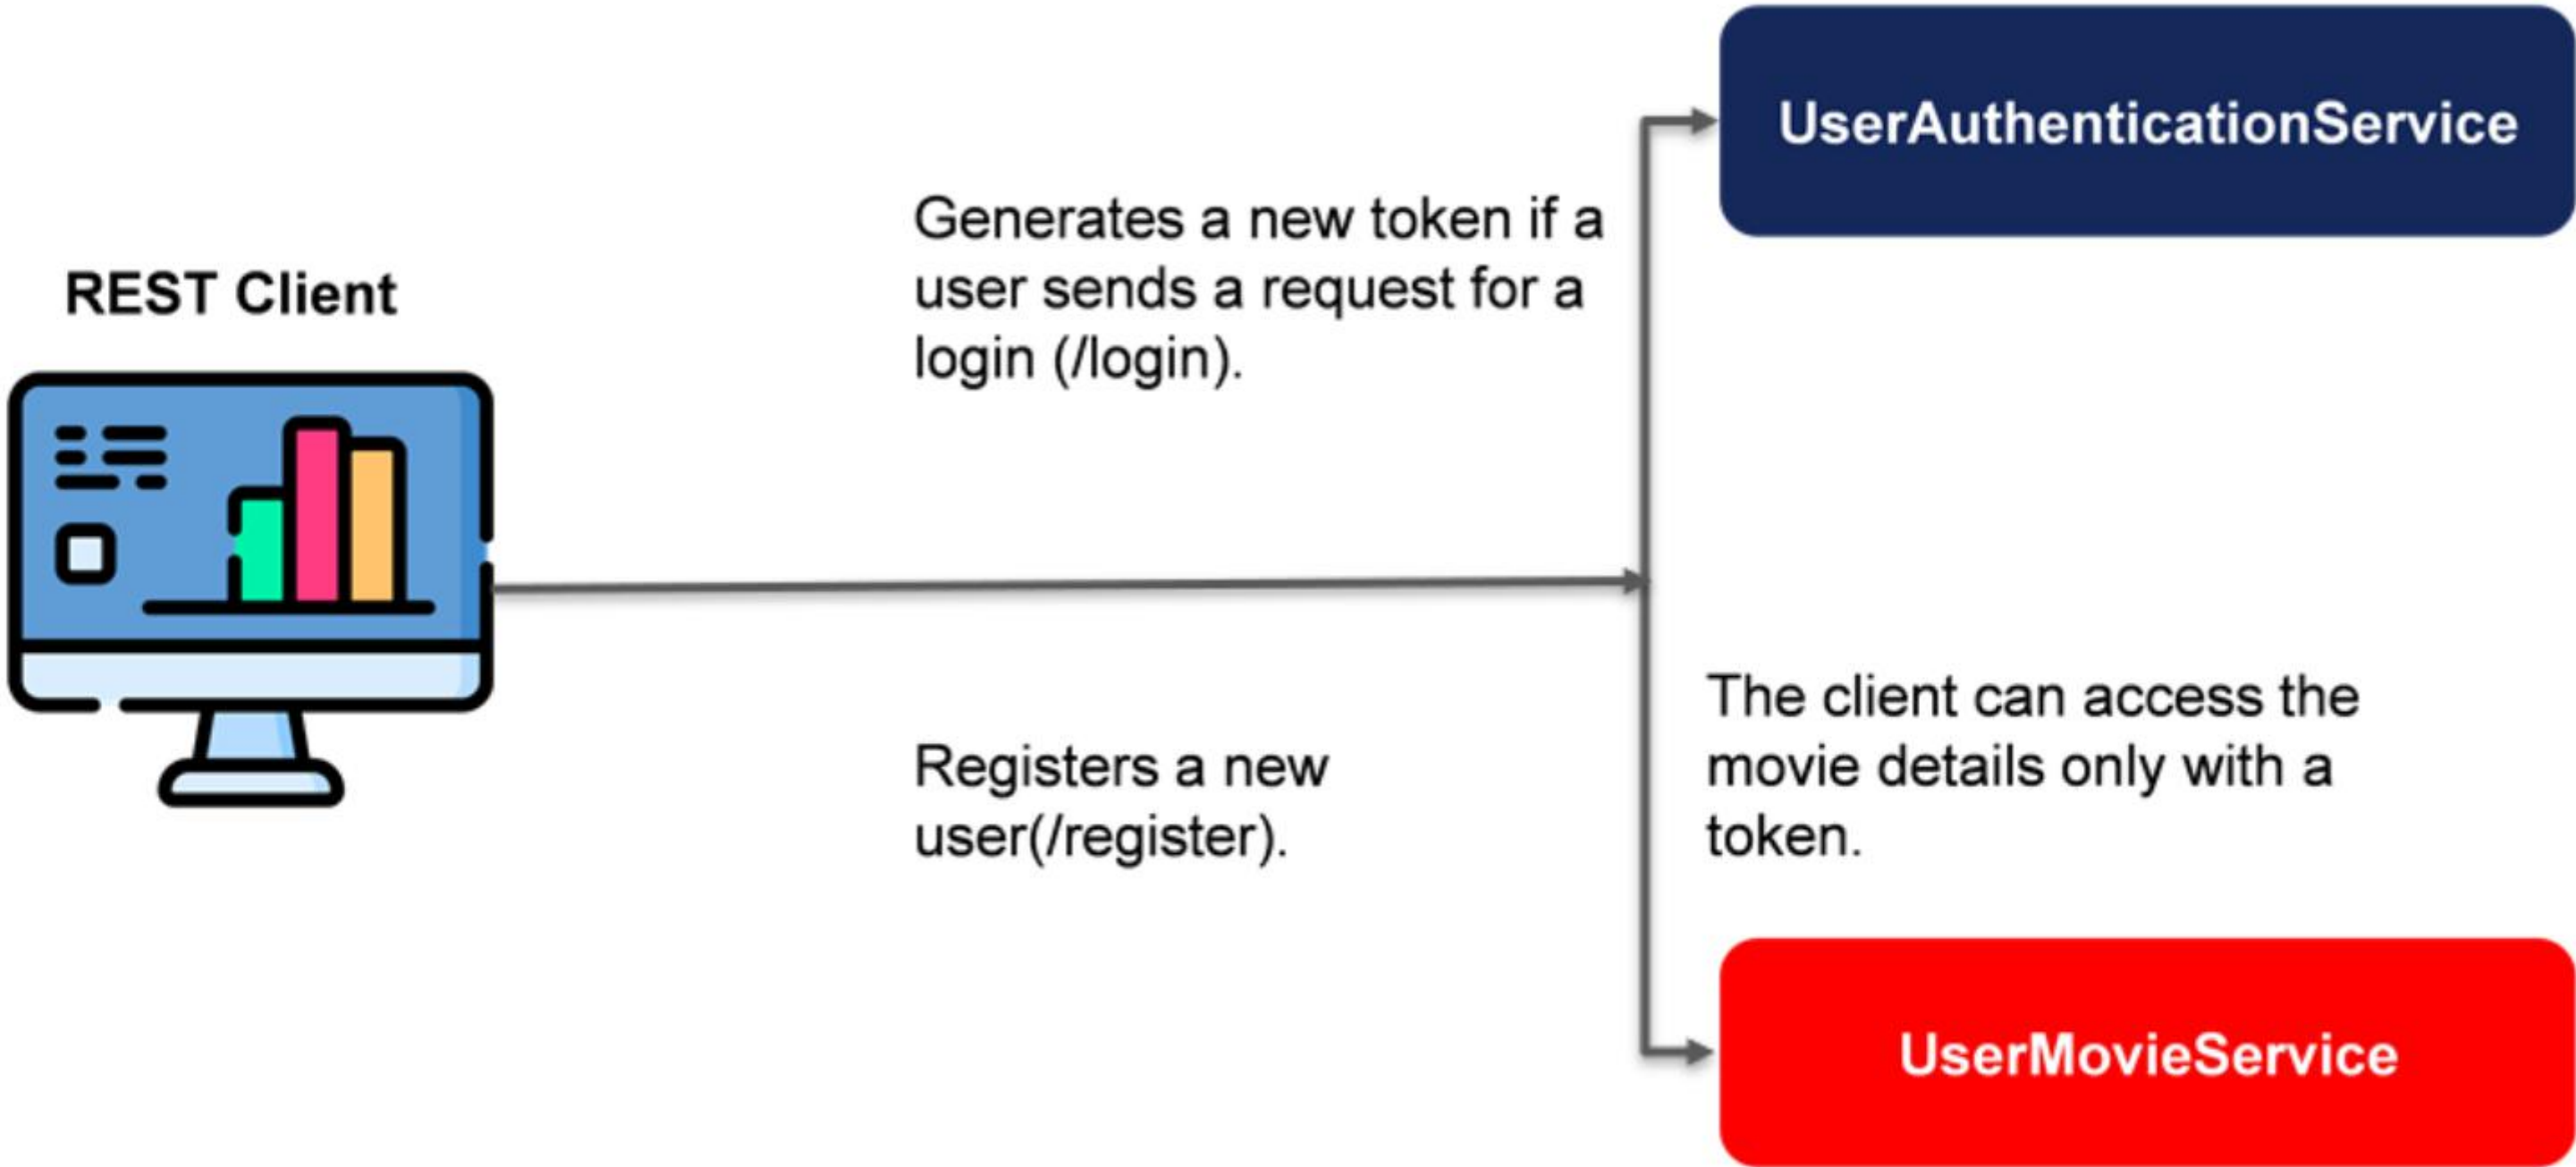 UserAuthenticationService
Generates a new token if a
user sends a request for a
login (/login).
REST Client
The client can access the
movie details only with a
token.
Registers a new
user(/register).
UserMovieService